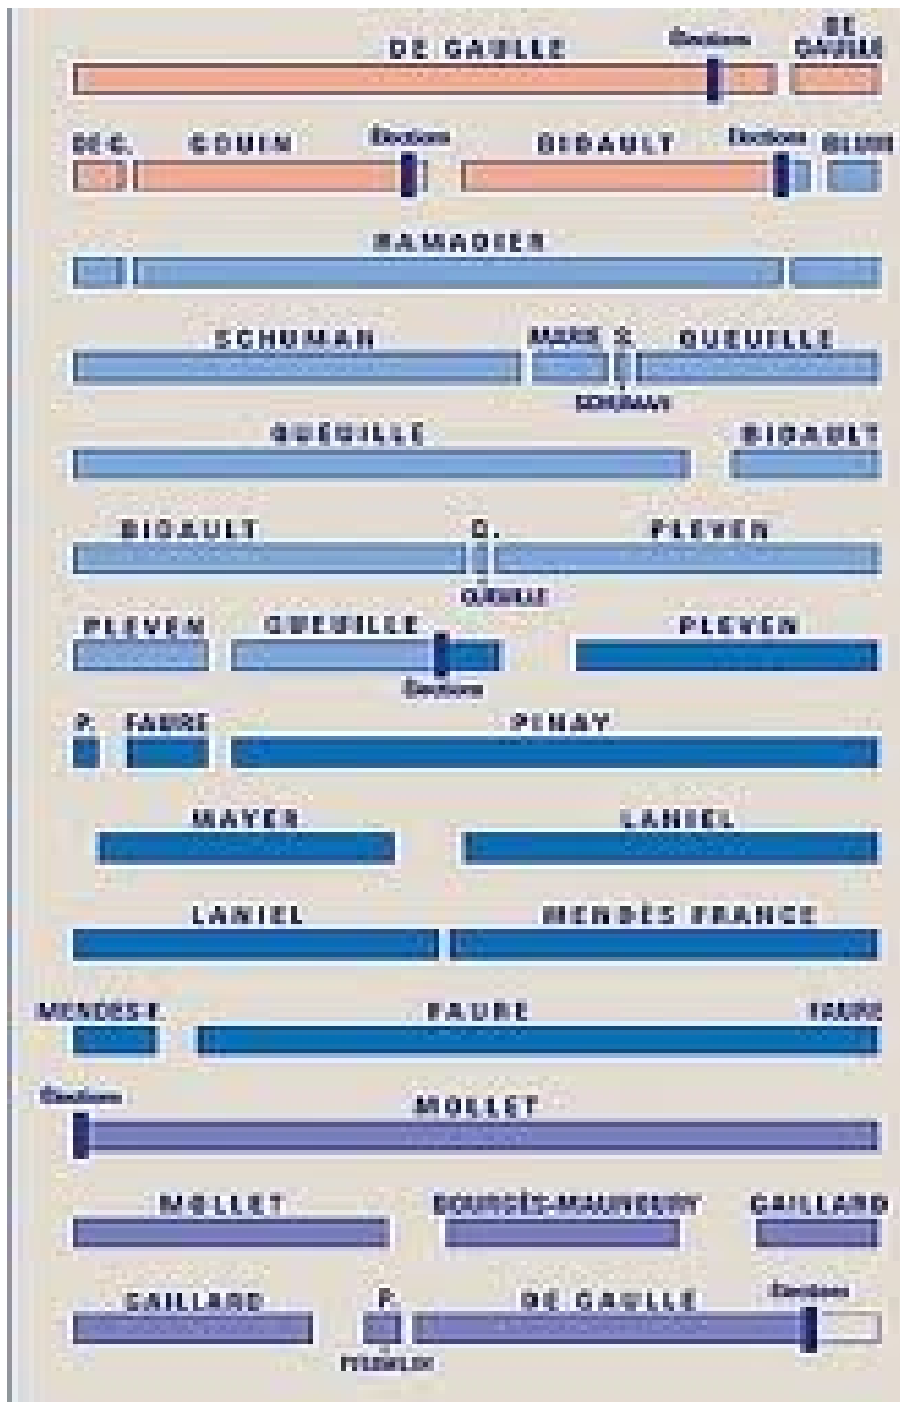 DE GAULLE Élections DE GAULLE
DE G. GOUIN Élections BIDAULT Élections BLUM
RAMADIER
SCHUMAN MARIE S. QUEUILLE
SCHUMAN
QUEUILLE BIDAULT
BIDAULT Q. PLEVEN
QUEUILLE
PLEVEN QUEUILLE PLEVEN
Élections
P. FAURE PINAY
MAYER LANIEL
LANIEL MENDÈS FRANCE
MENDÈS F. FAURE FAURE
Élections
MOLLET
MOLLET BOURGÈS-MAUNOURY GAILLARD
GAILLARD P. DE GAULLE Élections
PFLIMLIN